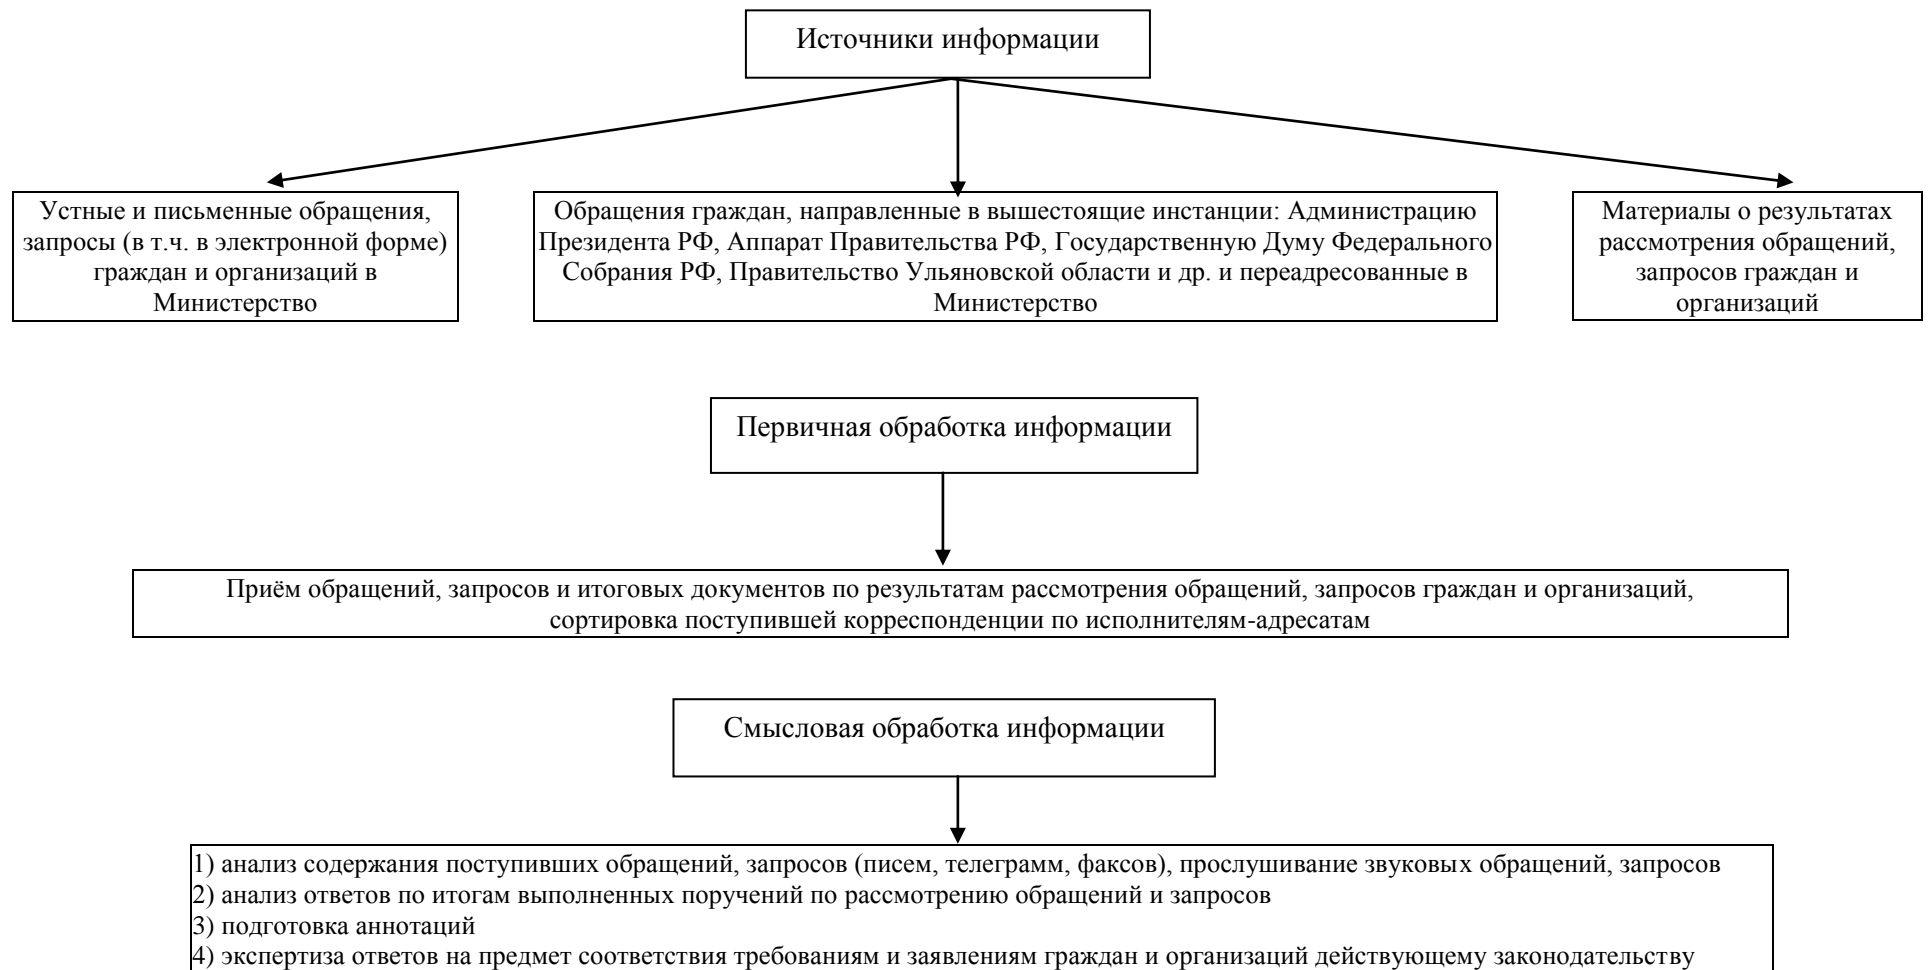 Источники информации
Устные и письменные обращения,
запросы (в т.ч. в электронной форме)
граждан и организаций в
Министерство
Обращения граждан, направленные в вышестоящие инстанции: Администрацию
Президента РФ, Аппарат Правительства РФ, Государственную Думу Федерального
Собрания РФ, Правительство Ульяновской области и др. и переадресованные в
Министерство
Материалы о результатах
рассмотрения обращений,
запросов граждан и
организаций
Первичная обработка информации
Приём обращений, запросов и итоговых документов по результатам рассмотрения обращений, запросов граждан и организаций,
сортировка поступившей корреспонденции по исполнителям-адресатам
Смысловая обработка информации
1) анализ содержания поступивших обращений, запросов (писем, телеграмм, факсов), прослушивание звуковых обращений, запросов
2) анализ ответов по итогам выполненных поручений по рассмотрению обращений и запросов
3) подготовка аннотаций
4) экспертиза ответов на предмет соответствия требованиям и заявлениям граждан и организаций действующему законодательству